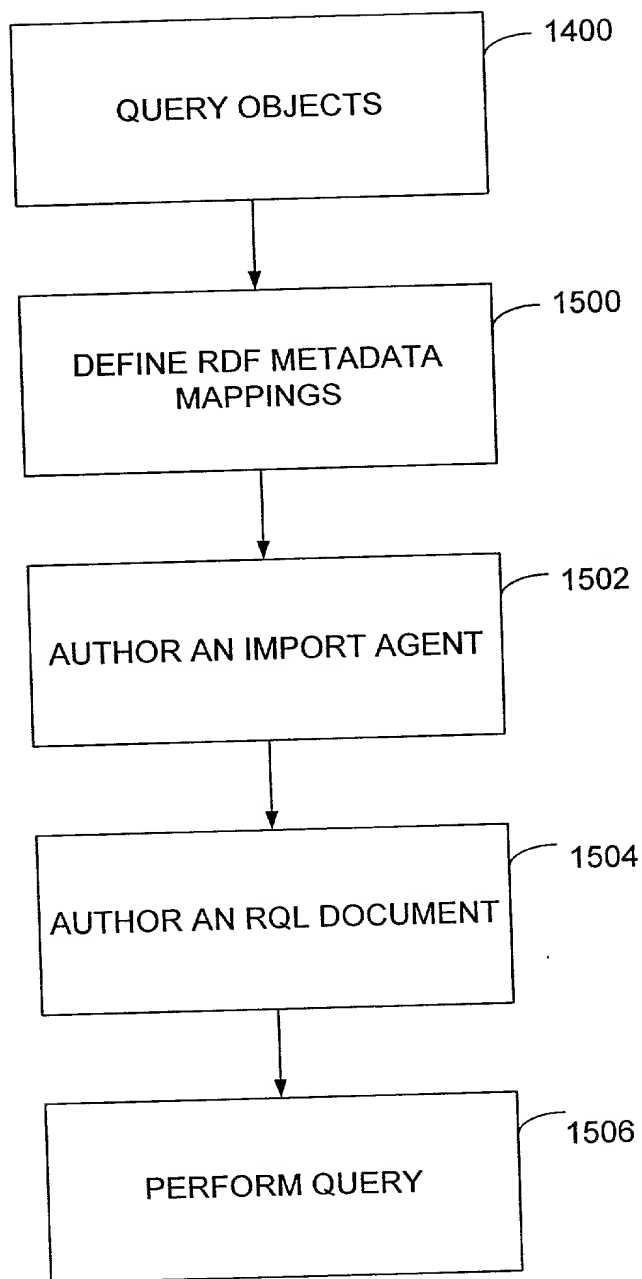 1400
QUERY OBJECTS
1500
DEFINE RDF METADATA
MAPPINGS
1502
AUTHOR AN IMPORT AGENT
1504
AUTHOR AN RQL DOCUMENT
1506
PERFORM QUERY